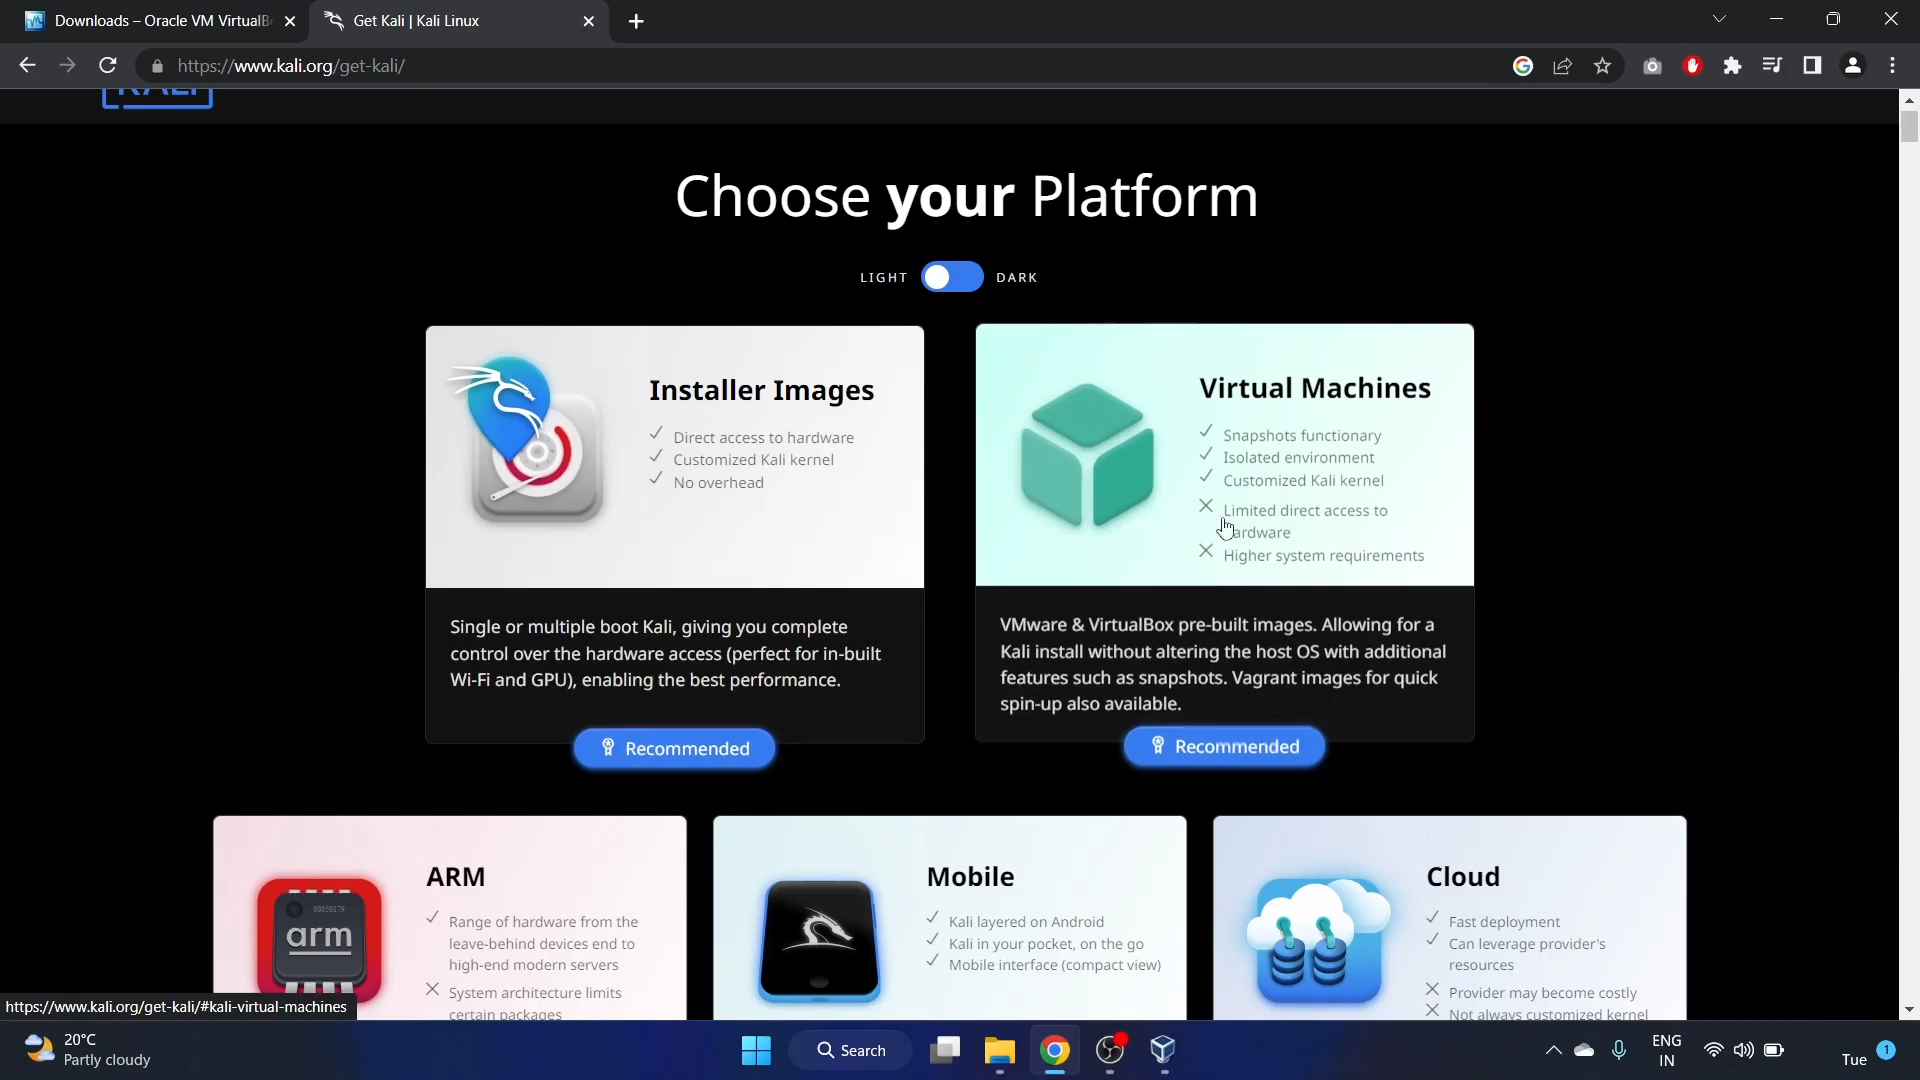 Downloads – Oracle VM VirtualB
Get Kali | Kali Linux
https://www.kali.org/get-kali/
KALI
Choose your Platform
LIGHT DARK
Installer Images
Direct access to hardware
Customized Kali kernel
No overhead
Single or multiple boot Kali, giving you complete
control over the hardware access (perfect for in-built
Wi-Fi and GPU), enabling the best performance.
Recommended
Virtual Machines
Snapshots functionary
Isolated environment
Customized Kali kernel
Limited direct access to
hardware
Higher system requirements
VMware & VirtualBox pre-built images. Allowing for a
Kali install without altering the host OS with additional
features such as snapshots. Vagrant images for quick
spin-up also available.
Recommended
ARM
Range of hardware from the
leave-behind devices end to
high-end modern servers
System architecture limits
certain packages
00350179
arm
Mobile
Kali layered on Android
Kali in your pocket, on the go
Mobile interface (compact view)
Cloud
Fast deployment
Can leverage provider's
resources
Provider may become costly
Not always customized kernel
https://www.kali.org/get-kali/#kali-virtual-machines
20°C
Partly cloudy
Search
ENG
IN
Tue
1